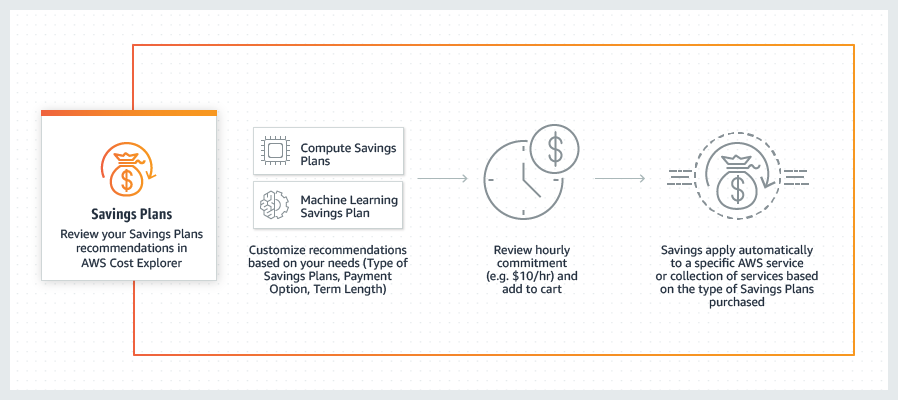 Savings Plans
Review your Savings Plans
recommendations in
AWS Cost Explorer
Compute Savings
Plans
Machine Learning
Savings Plan
Customize recommendations
based on your needs (Type of
Savings Plans, Payment
Option, Term Length)
$
Review hourly
commitment
(e.g. $10/hr) and
add to cart
$
Savings apply automatically
to a specific AWS service
or collection of services based
on the type of Savings Plans
purchased